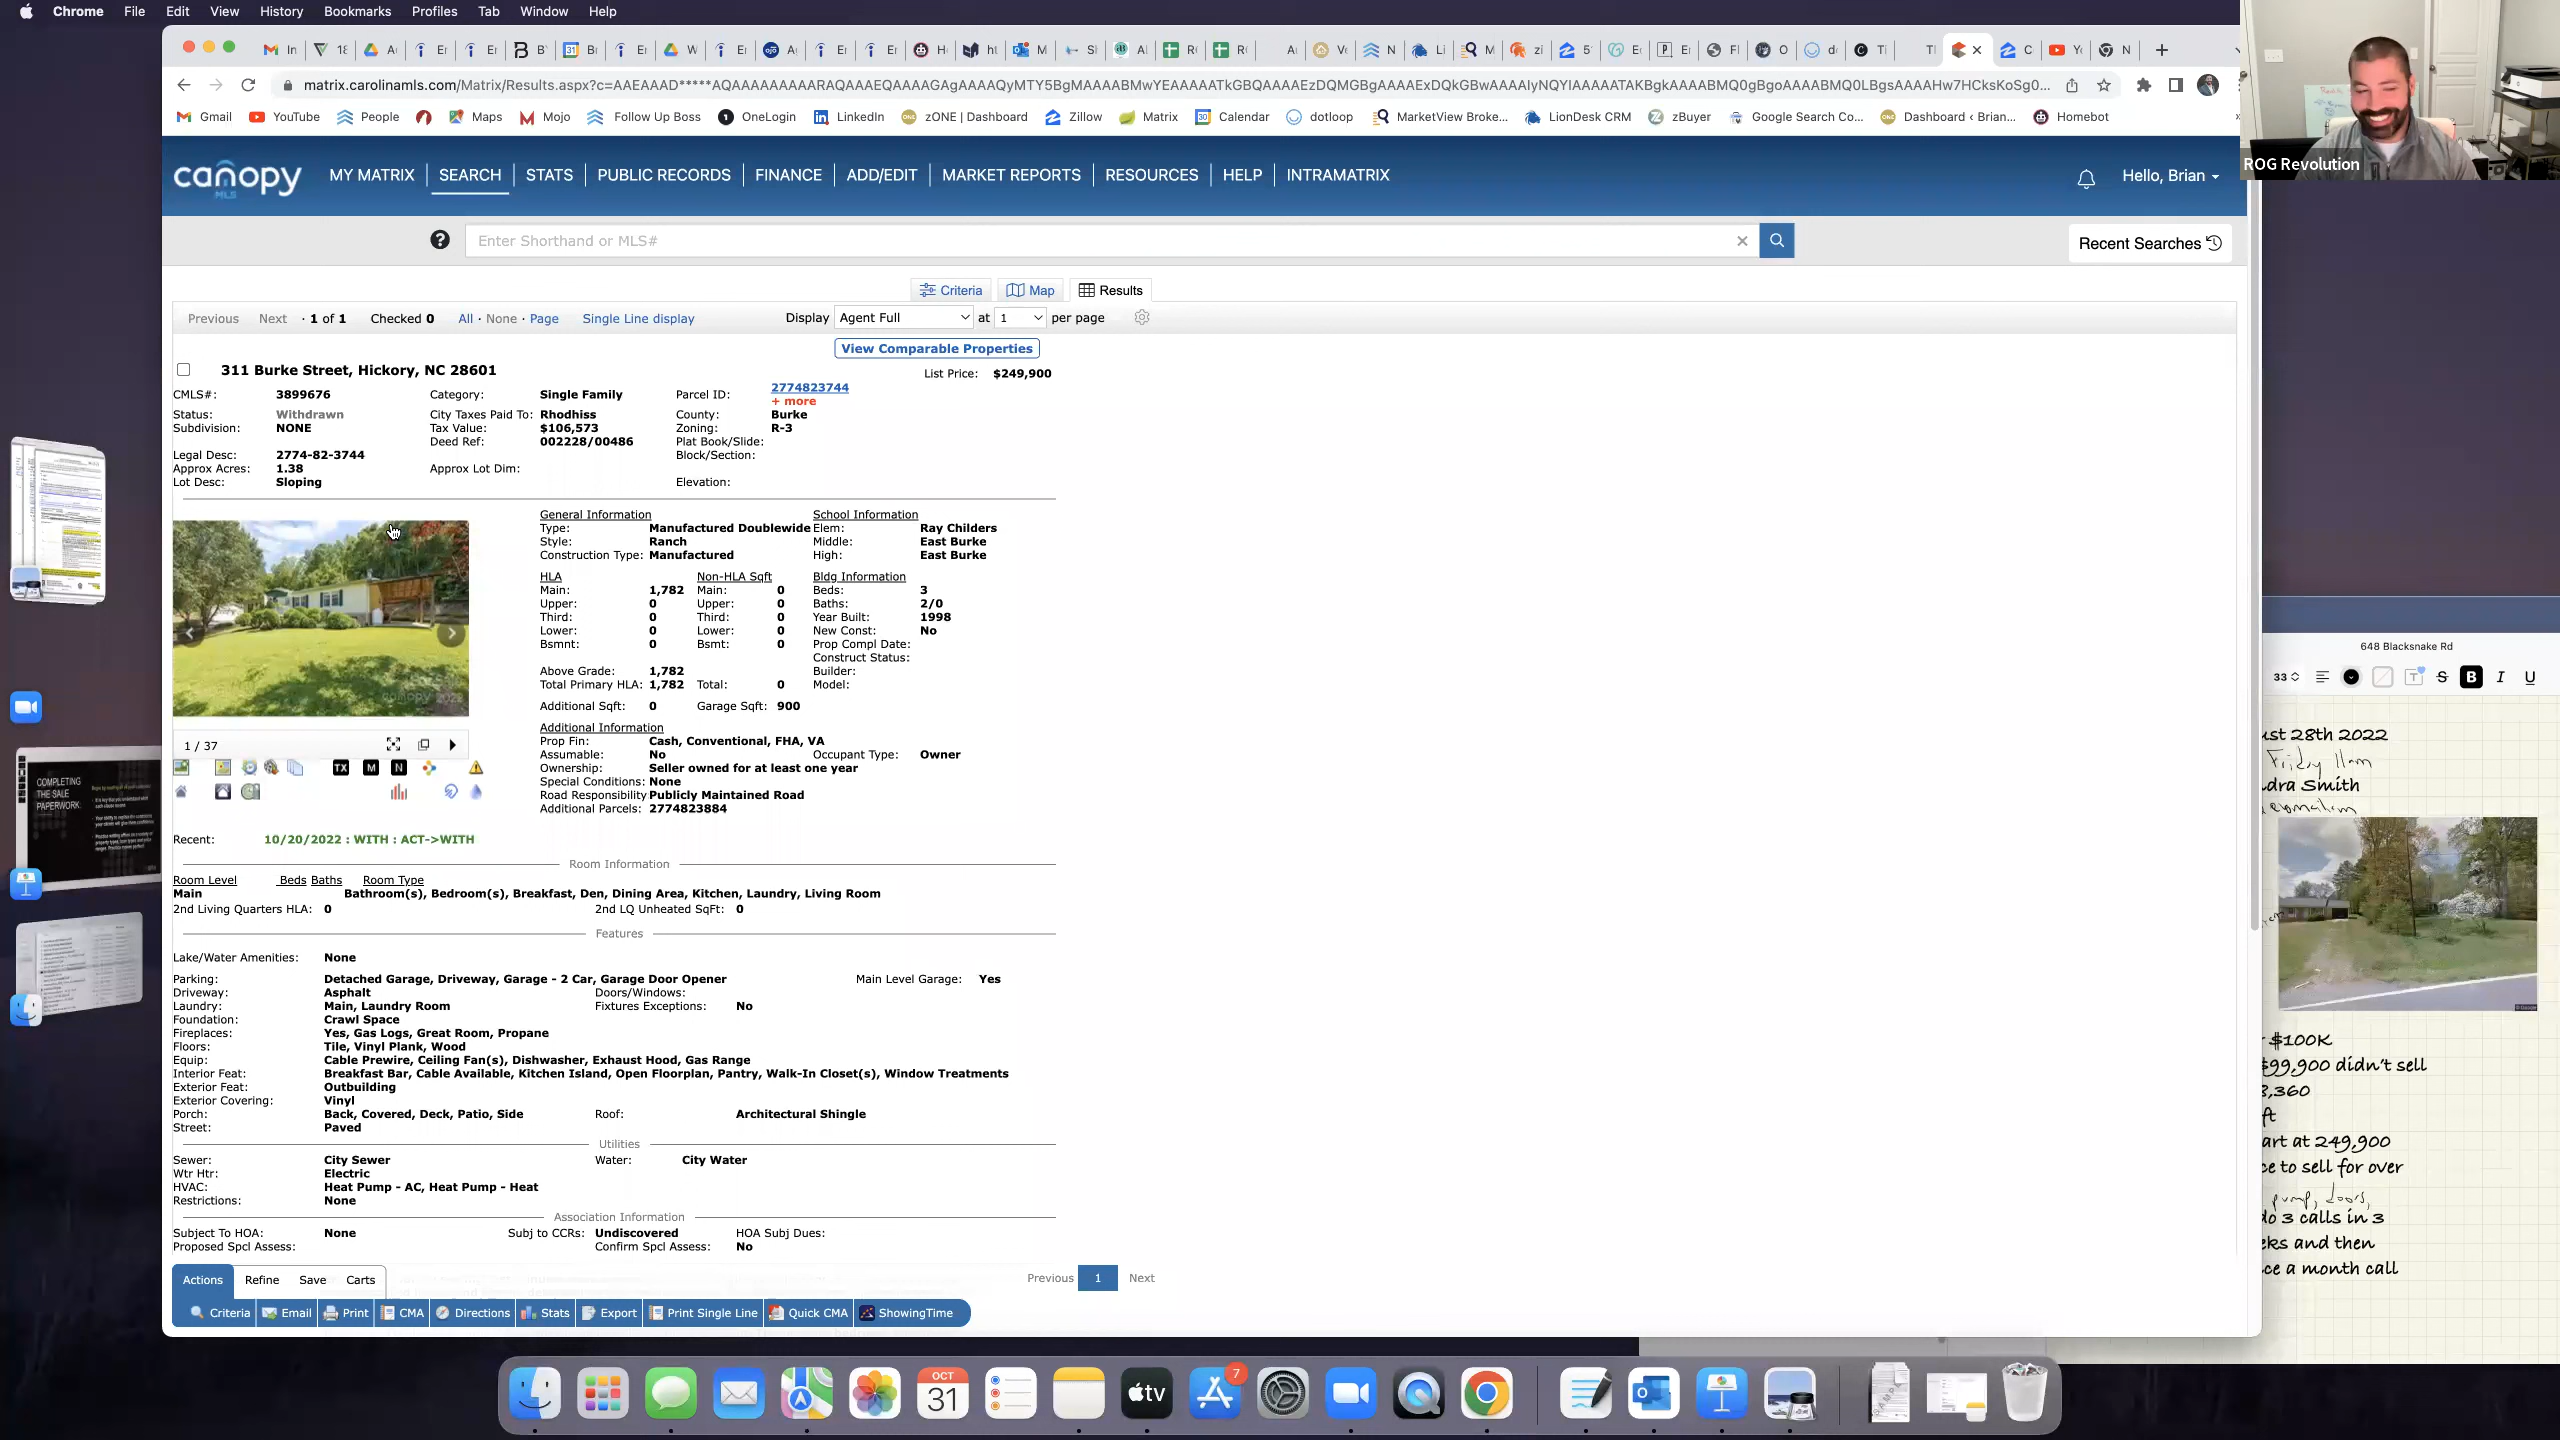 Chrome File Edit View History Bookmarks Profiles Tab Window Help
matrix.carolinamls.com/Matrix/Results.aspx?c=AAEAAAD*****AQAAAAAAAAARAQAAAEQAAAAGAgAAAAQyMTY5BgMAAAABMwYEAAAAATkGBQAAAAEzDQMGBgAAAAExDQkGBwAAAAIyNQYIAAAAATAKBgkAAAABMQ0gBgoAAAABMQ0LBgsAAAAHw7HCksKoSg0...
Gmail YouTube People Maps Mojo Follow Up Boss OneLogin LinkedIn zONE | Dashboard Zillow Matrix Calendar dotloop MarketView Broke... LionDesk CRM zBuyer Google Search Co... Dashboard ‹ Brian... Homebot
ROG Revolution
canopy MLS
MY MATRIX SEARCH STATS PUBLIC RECORDS FINANCE ADD/EDIT MARKET REPORTS RESOURCES HELP INTRAMATRIX
Hello, Brian
Enter Shorthand or MLS#
Recent Searches
Criteria Map Results
Previous Next · 1 of 1 Checked 0 All · None · Page Single Line display Display Agent Full at 1 per page
View Comparable Properties
311 Burke Street, Hickory, NC 28601 List Price: $249,900
CMLS#: 3899676 Category: Single Family Parcel ID: 2774823744
+ more
Status: Withdrawn City Taxes Paid To: Rhodhiss County: Burke
Subdivision: NONE Tax Value: $106,573 Zoning: R-3
Deed Ref: 002228/00486 Plat Book/Slide:
Legal Desc: 2774-82-3744 Block/Section:
Approx Acres: 1.38 Approx Lot Dim:
Lot Desc: Sloping Elevation:
General Information School Information
Type: Manufactured Doublewide Elem: Ray Childers
Style: Ranch Middle: East Burke
Construction Type: Manufactured High: East Burke
HLA Non-HLA Sqft Bldg Information
Main: 1,782 Main: 0 Beds: 3
Upper: 0 Upper: 0 Baths: 2/0
Third: 0 Third: 0 Year Built: 1998
Lower: 0 Lower: 0 New Const: No
Bsmnt: 0 Bsmt: 0 Prop Compl Date:
Construct Status:
Above Grade: 1,782 Builder:
Total Primary HLA: 1,782 Total: 0 Model:
Additional Sqft: 0 Garage Sqft: 900
Additional Information
Prop Fin: Cash, Conventional, FHA, VA
Assumable: No Occupant Type: Owner
Ownership: Seller owned for at least one year
Special Conditions: None
Road Responsibility Publicly Maintained Road
Additional Parcels: 2774823884
1 / 37
TX M N
Recent: 10/20/2022 : WITH : ACT->WITH
Room Information
Room Level Beds Baths Room Type
Main Bathroom(s), Bedroom(s), Breakfast, Den, Dining Area, Kitchen, Laundry, Living Room
2nd Living Quarters HLA: 0 2nd LQ Unheated SqFt: 0
Features
Lake/Water Amenities: None
Parking: Detached Garage, Driveway, Garage - 2 Car, Garage Door Opener Main Level Garage: Yes
Driveway: Asphalt Doors/Windows:
Laundry: Main, Laundry Room Fixtures Exceptions: No
Foundation: Crawl Space
Fireplaces: Yes, Gas Logs, Great Room, Propane
Floors: Tile, Vinyl Plank, Wood
Equip: Cable Prewire, Ceiling Fan(s), Dishwasher, Exhaust Hood, Gas Range
Interior Feat: Breakfast Bar, Cable Available, Kitchen Island, Open Floorplan, Pantry, Walk-In Closet(s), Window Treatments
Exterior Feat: Outbuilding
Exterior Covering: Vinyl
Porch: Back, Covered, Deck, Patio, Side Roof: Architectural Shingle
Street: Paved
Utilities
Sewer: City Sewer Water: City Water
Wtr Htr: Electric
HVAC: Heat Pump - AC, Heat Pump - Heat
Restrictions: None
Association Information
Subject To HOA: None Subj to CCRs: Undiscovered HOA Subj Dues:
Proposed Spcl Assess: Confirm Spcl Assess: No
Actions Refine Save Carts Previous 1 Next
Criteria Email Print CMA Directions Stats Export Print Single Line Quick CMA ShowingTime
COMPLETING
THE SALE
PAPERWORK:
648 Blacksnake Rd
33 S B I U
ust 28th 2022
Friday 11am
dra Smith
$100K
$99,900 didn't sell
3,360
ft
art at 249,900
ce to sell for over
pump, doors,
do 3 calls in 3
eks and then
ce a month call
OCT
31
tv
7